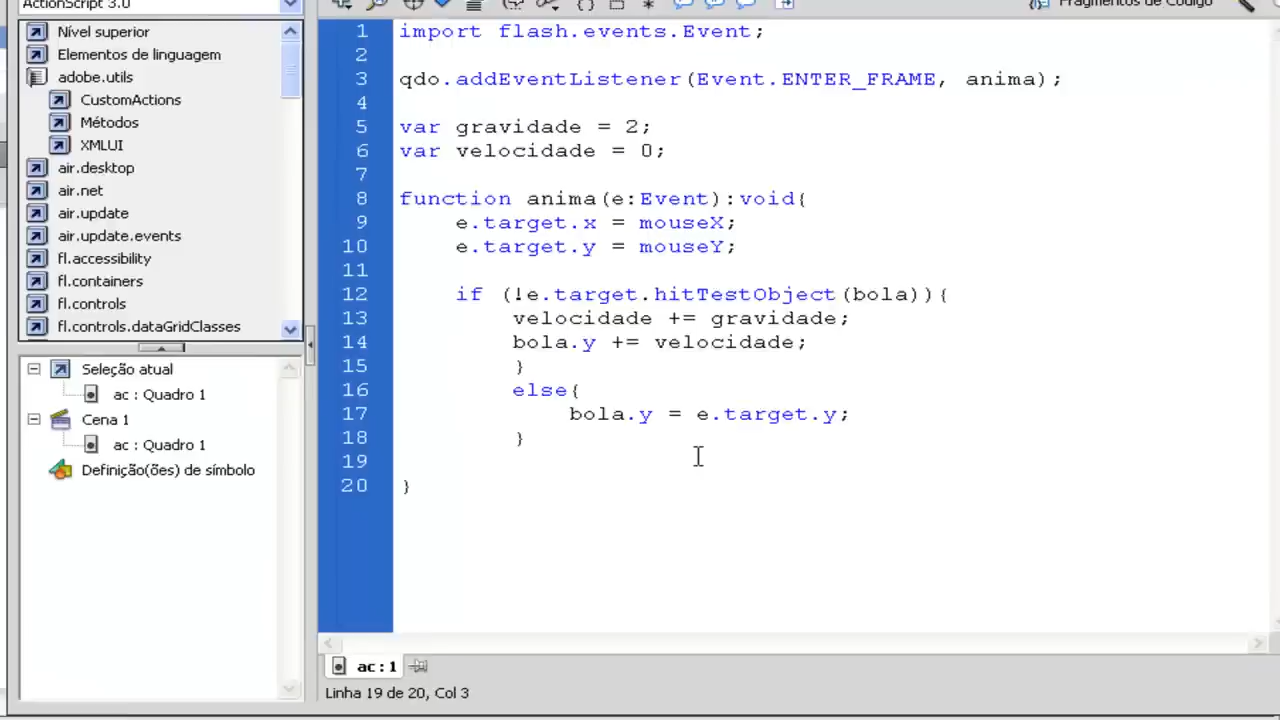 ActionScript 3.0
Fragmentos de Código
Nível superior
Elementos de linguagem
adobe.utils
CustomActions
Métodos
XMLUI
air.desktop
air.net
air.update
air.update.events
fl.accessibility
fl.containers
fl.controls
fl.controls.dataGridClasses
Seleção atual
ac : Quadro 1
Cena 1
ac : Quadro 1
Definição(ões) de símbolo
1 import flash.events.Event;
2
3 qdo.addEventListener(Event.ENTER_FRAME, anima);
4
5 var gravidade = 2;
6 var velocidade = 0;
7
8 function anima(e:Event):void{
9 e.target.x = mouseX;
10 e.target.y = mouseY;
11
12 if (!e.target.hitTestObject(bola)){
13 velocidade += gravidade;
14 bola.y += velocidade;
15 }
16 else{
17 bola.y = e.target.y;
18 }
19
20 }
ac : 1
Linha 19 de 20, Col 3